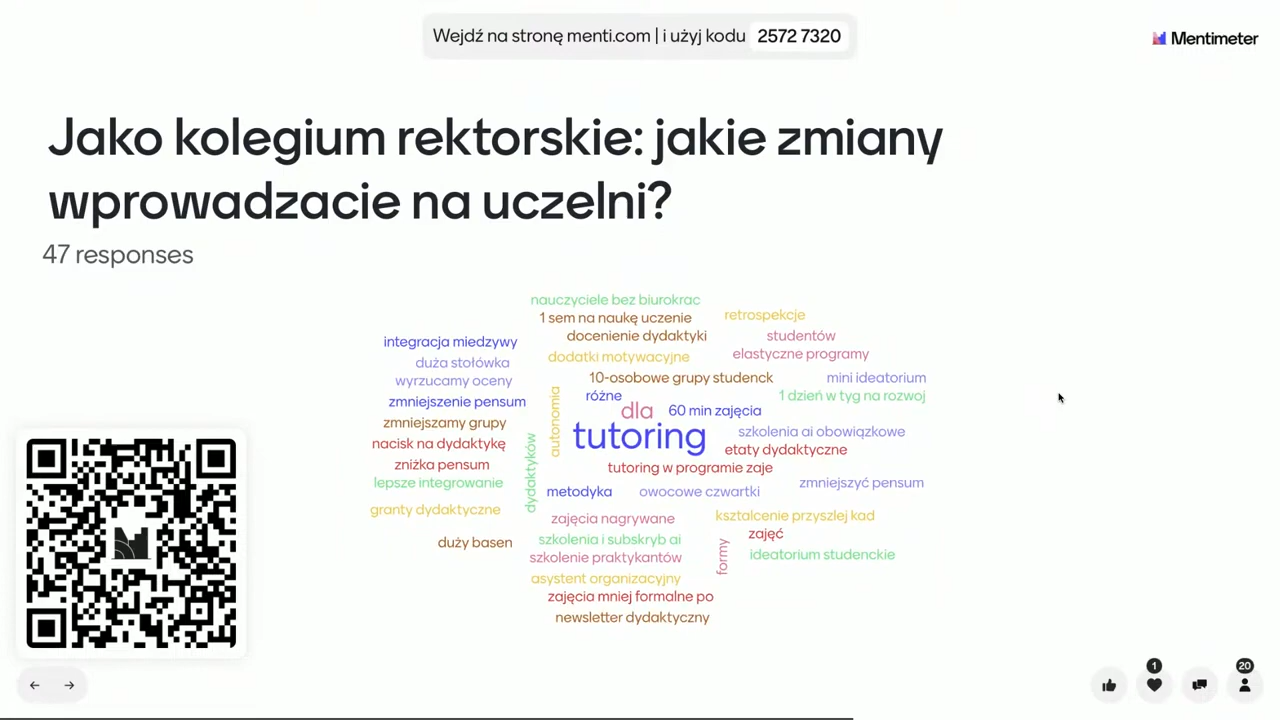 Wejdź na stronę menti.com | i użyj kodu 2572 7320
Mentimeter
Jako kolegium rektorskie: jakie zmiany
wprowadzacie na uczelni?
47 responses
nauczyciele bez biurokrac
1 sem na naukę uczenie
retrospekcje
docenienie dydaktyki
studentów
integracja miedzywy
dodatki motywacyjne
elastyczne programy
duża stołówka
wyrzucamy oceny
10-osobowe grupy studenck
mini ideatorium
zmniejszenie pensum
różne
1 dzień w tyg na rozwoj
autonomia
dla
60 min zajęcia
zmniejszamy grupy
tutoring
szkolenia ai obowiązkowe
nacisk na dydaktykę
etaty dydaktyczne
zniżka pensum
dydaktyków
tutoring w programie zaje
lepsze integrowanie
metodyka
owocowe czwartki
zmniejszyć pensum
granty dydaktyczne
zajęcia nagrywane
kształcenie przyszlej kad
duży basen
szkolenia i subskryb ai
zajęć
szkolenie praktykantów
formy
ideatorium studenckie
asystent organizacyjny
zajęcia mniej formalne po
newsletter dydaktyczny
1
20